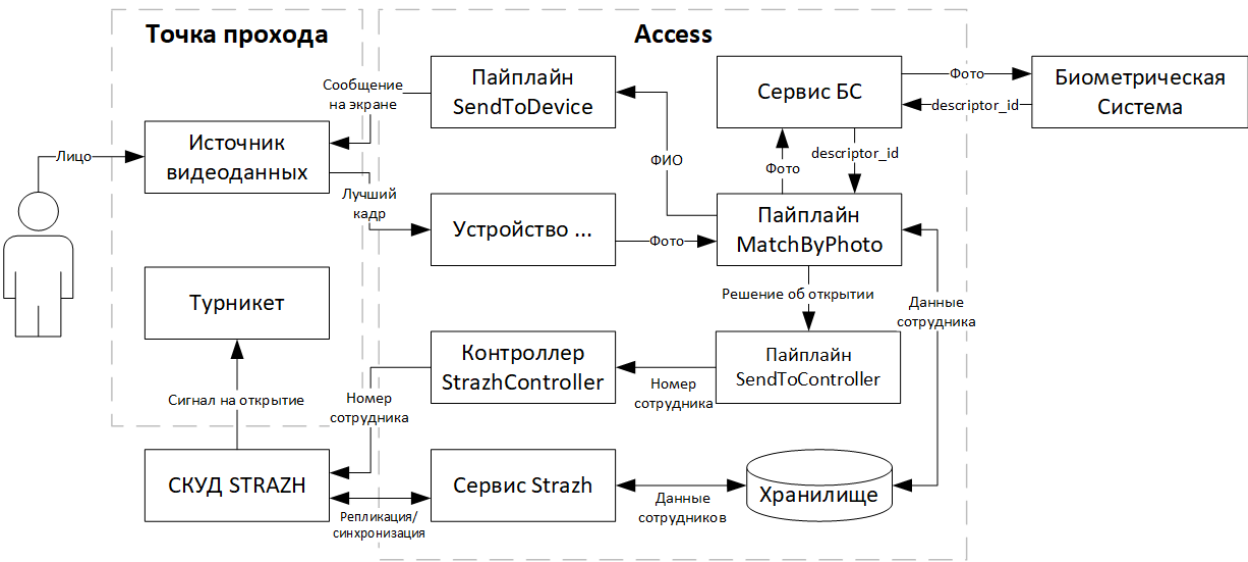 Точка прохода
Access
Пайплайн
SendToDevice
Сервис БС
Фото
Биометрическая
Система
descriptor_id
Сообщение
на экране
Источник
видеоданных
Лицо
ФИО
Фото
descriptor_id
Лучший
кадр
Устройство ...
Фото
Пайплайн
MatchByPhoto
Турникет
Решение об открытии
Данные
сотрудника
Контроллер
StrazhController
Номер
сотрудника
Пайплайн
SendToController
Сигнал на открытие
Номер
сотрудника
СКУД STRAZH
Репликация/
синхронизация
Сервис Strazh
Данные
сотрудников
Хранилище